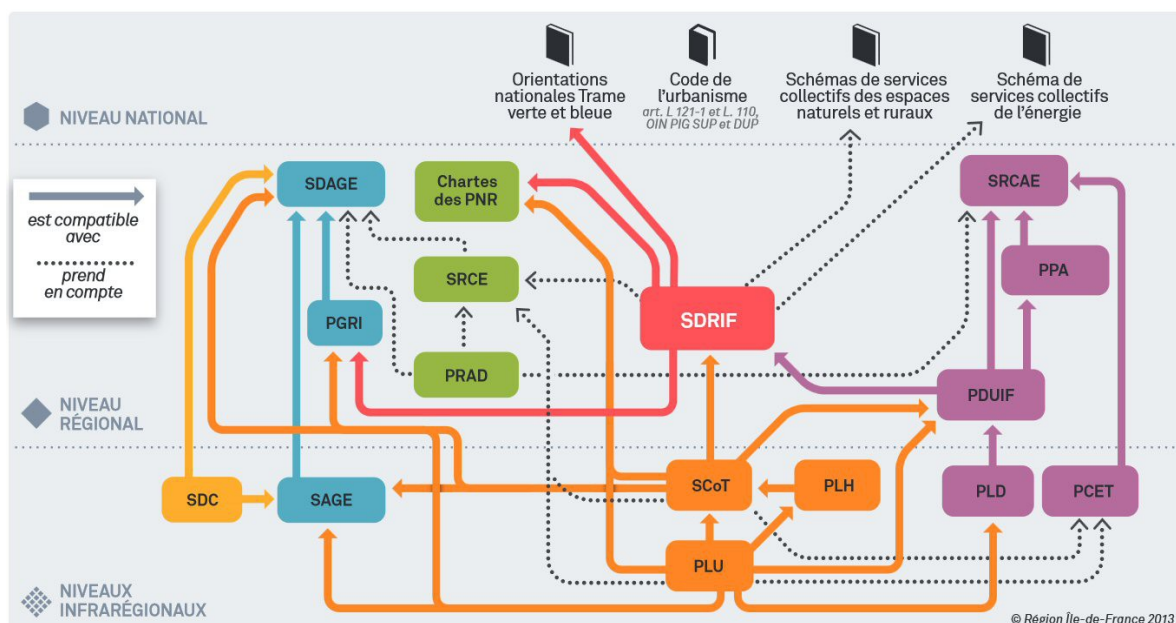 Orientations
nationales Trame
verte et bleue
Code de
l'urbanisme
art. L 121-1 et L. 110,
OIN PIG SUP et DUP
Schémas de services
collectifs des espaces
naturels et ruraux
Schéma de
services collectifs
de l'énergie
NIVEAU NATIONAL
est compatible
avec
prend
en compte
SDAGE
Chartes
des PNR
SRCAE
SRCE
PPA
PGRI
SDRIF
PRAD
PDUIF
NIVEAU
RÉGIONAL
SDC
SAGE
SCoT
PLH
PLD
PCET
PLU
NIVEAUX
INFRARÉGIONAUX
© Région Île-de-France 2013